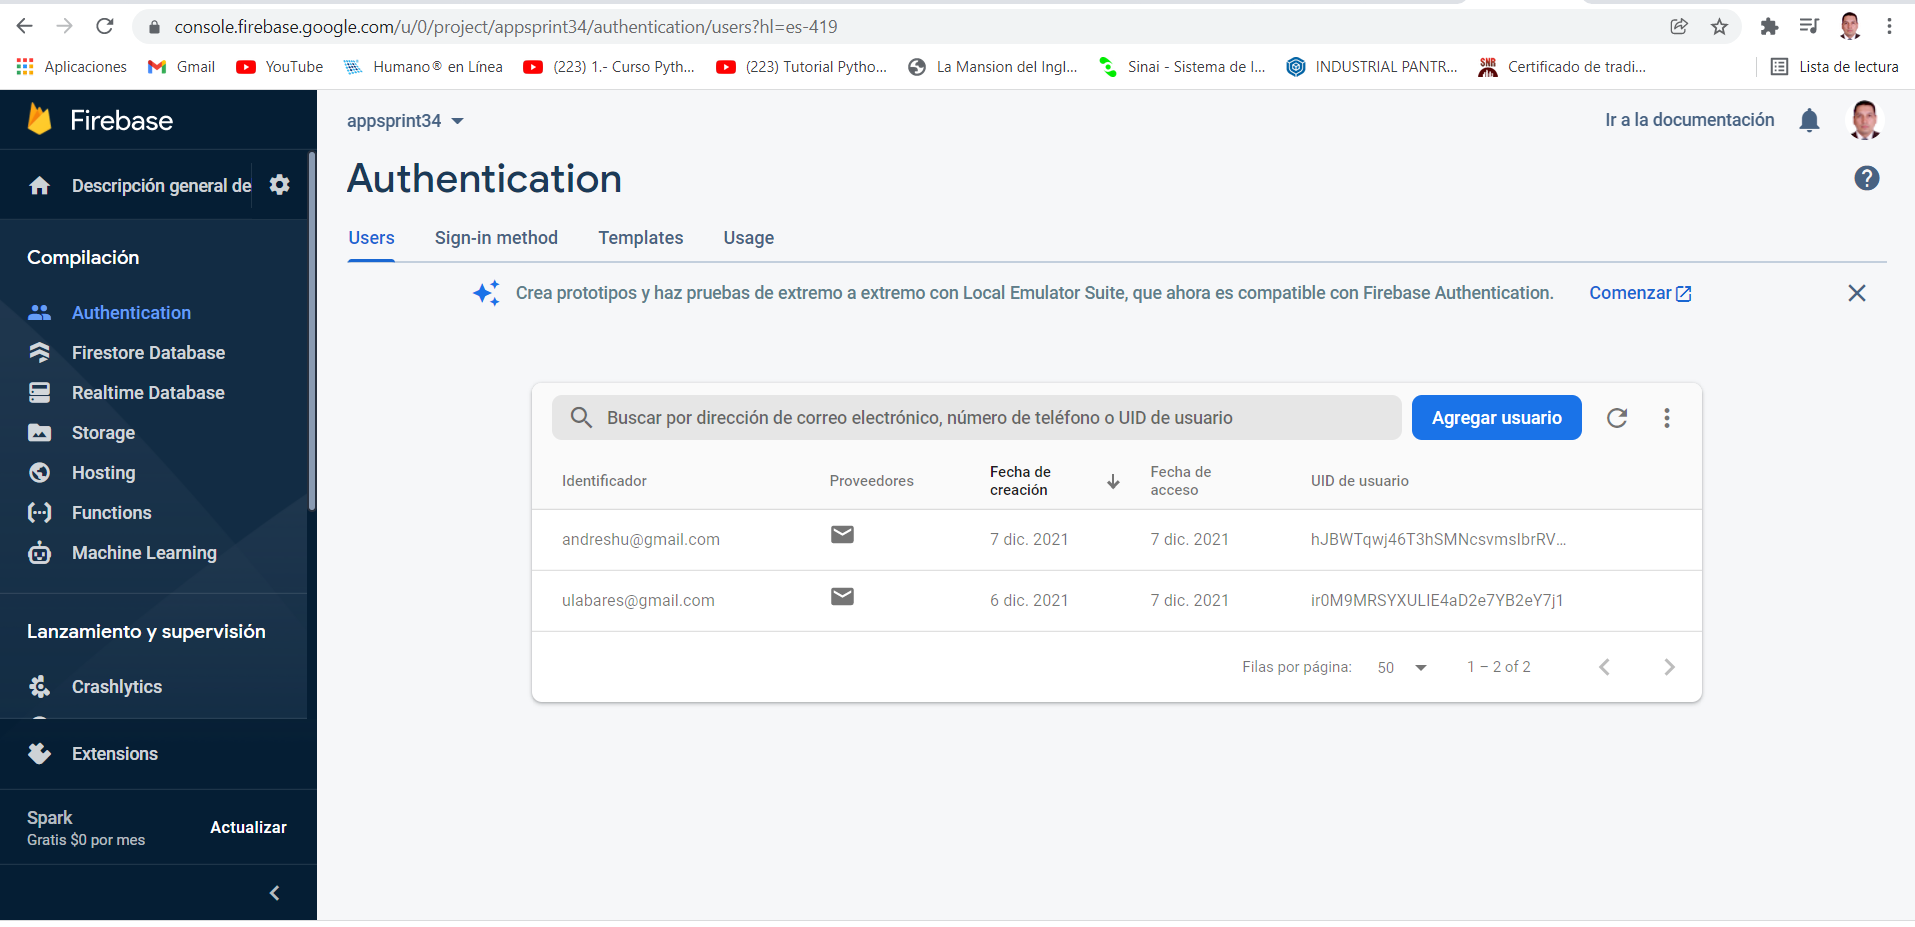 console.firebase.google.com/u/0/project/appsprint34/authentication/users?hl=es-419
Aplicaciones Gmail YouTube Humano® en Línea (223) 1.- Curso Pyth... (223) Tutorial Pytho... La Mansion del Ingl... Sinai - Sistema de I... INDUSTRIAL PANTR... SNR Certificado de tradi... Lista de lectura
Firebase
Descripción general de
Compilación
Authentication
Firestore Database
Realtime Database
Storage
Hosting
Functions
Machine Learning
Lanzamiento y supervisión
Crashlytics
Extensions
Spark
Gratis $0 por mes
Actualizar
appsprint34
Ir a la documentación
Authentication
Users Sign-in method Templates Usage
Crea prototipos y haz pruebas de extremo a extremo con Local Emulator Suite, que ahora es compatible con Firebase Authentication. Comenzar
Buscar por dirección de correo electrónico, número de teléfono o UID de usuario
Agregar usuario
Identificador Proveedores Fecha de creación Fecha de acceso UID de usuario
andreshu@gmail.com 7 dic. 2021 7 dic. 2021 hJBWTqwj46T3hSMNcsvmsIbrRV...
ulabares@gmail.com 6 dic. 2021 7 dic. 2021 ir0M9MRSYXULIE4aD2e7YB2eY7j1
Filas por página: 50 1 – 2 of 2